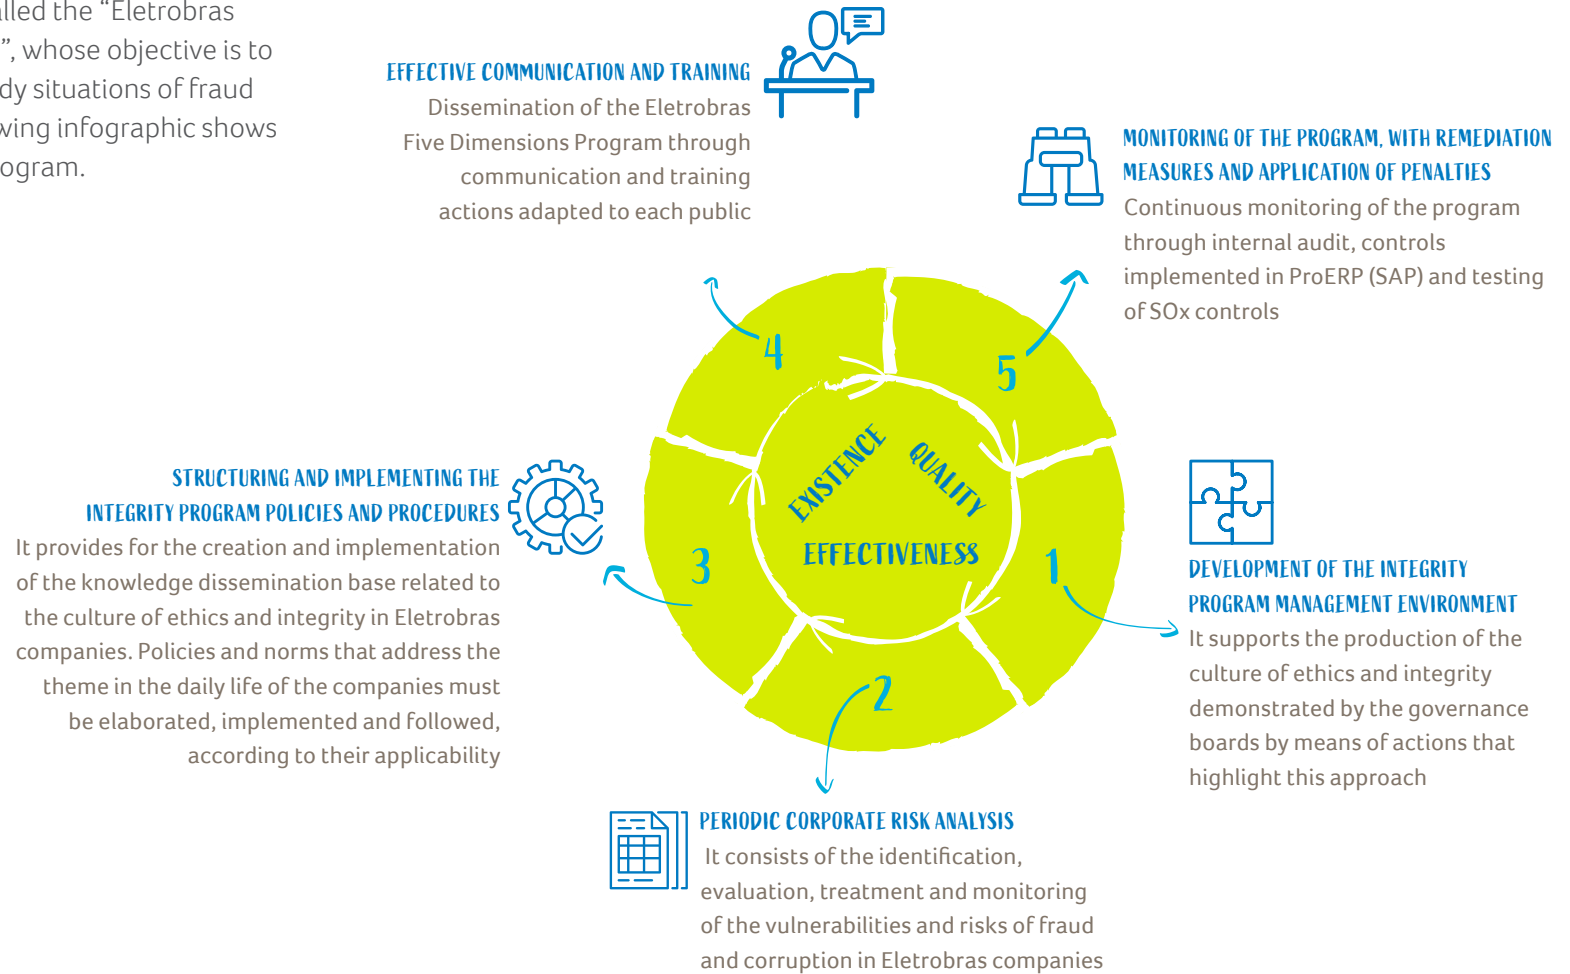 alled the “Eletrobras
”, whose objective is to
dy situations of fraud
wing infographic shows
ogram.
EFFECTIVE COMMUNICATION AND TRAINING
Dissemination of the Eletrobras
Five Dimensions Program through
communication and training
actions adapted to each public
MONITORING OF THE PROGRAM, WITH REMEDIATION
MEASURES AND APPLICATION OF PENALTIES
Continuous monitoring of the program
through internal audit, controls
implemented in ProERP (SAP) and testing
of SOx controls
4
5
EXISTENCE
QUALITY
EFFECTIVENESS
3
1
2
STRUCTURING AND IMPLEMENTING THE
INTEGRITY PROGRAM POLICIES AND PROCEDURES
It provides for the creation and implementation
of the knowledge dissemination base related to
the culture of ethics and integrity in Eletrobras
companies. Policies and norms that address the
theme in the daily life of the companies must
be elaborated, implemented and followed,
according to their applicability
DEVELOPMENT OF THE INTEGRITY
PROGRAM MANAGEMENT ENVIRONMENT
It supports the production of the
culture of ethics and integrity
demonstrated by the governance
boards by means of actions that
highlight this approach
PERIODIC CORPORATE RISK ANALYSIS
It consists of the identification,
evaluation, treatment and monitoring
of the vulnerabilities and risks of fraud
and corruption in Eletrobras companies